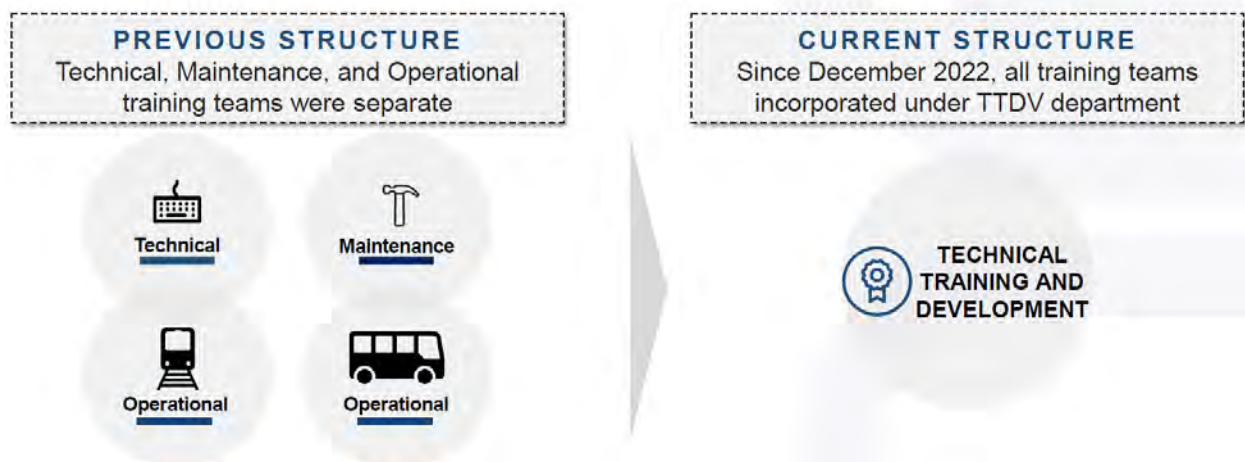 PREVIOUS STRUCTURE
Technical, Maintenance, and Operational
training teams were separate
CURRENT STRUCTURE
Since December 2022, all training teams
incorporated under TTDV department
Technical
Maintenance
Operational
Operational
TECHNICAL
TRAINING AND
DEVELOPMENT